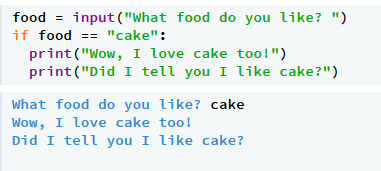 food = input("What food do you like? ")
if food == "cake":
  print("Wow, I love cake too!")
  print("Did I tell you I like cake?")
What food do you like? cake
Wow, I love cake too!
Did I tell you I like cake?